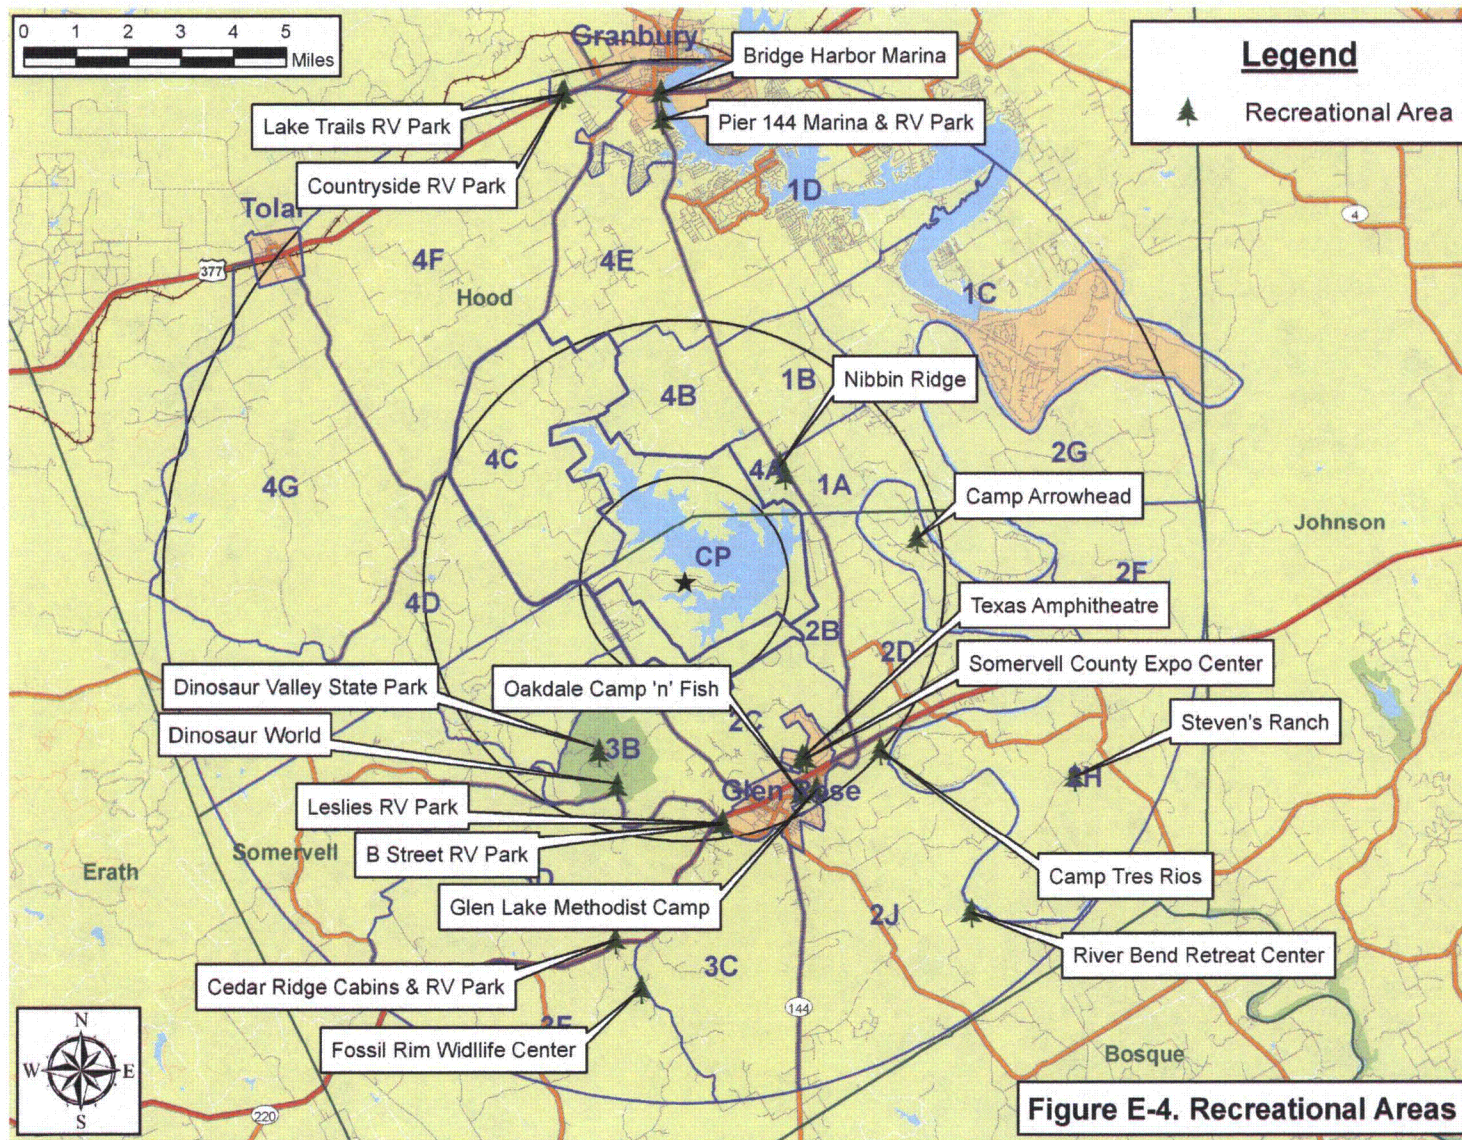 0 1 2 3 4 5
Miles
Granbury
Bridge Harbor Marina
Legend
Recreational Area
Lake Trails RV Park
Pier 144 Marina & RV Park
Countryside RV Park
1D
Tolar
4
377
4F
4E
Hood
1C
Nibbin Ridge
1B
4B
4C
4A
1A
2G
4G
Camp Arrowhead
Johnson
CP
2F
4D
Texas Amphitheatre
2B
2D
Somervell County Expo Center
Dinosaur Valley State Park
Oakdale Camp 'n' Fish
Steven's Ranch
2C
Dinosaur World
3B
Glen Rose
Leslies RV Park
B Street RV Park
Somervell
Erath
Camp Tres Rios
Glen Lake Methodist Camp
2J
River Bend Retreat Center
3C
Cedar Ridge Cabins & RV Park
144
Fossil Rim Widllife Center
Bosque
N
W E
S
220
Figure E-4. Recreational Areas